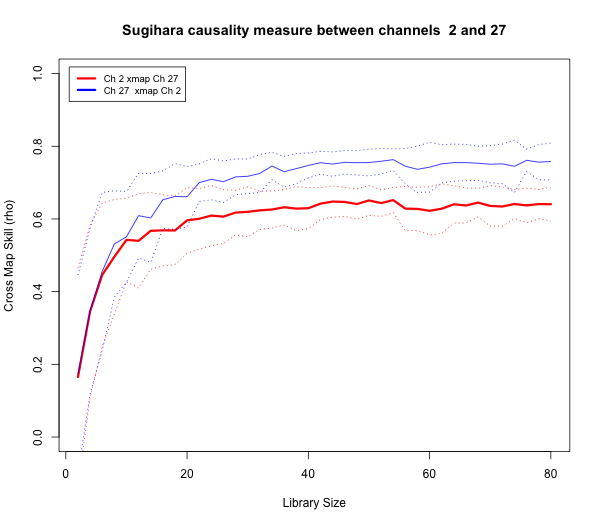 Sugihara causality measure between channels  2 and 27
Ch 2 xmap Ch 27
Ch 27  xmap Ch 2
Cross Map Skill (rho)
1.0
0.8
0.6
0.4
0.2
0.0
0 20 40 60 80
Library Size